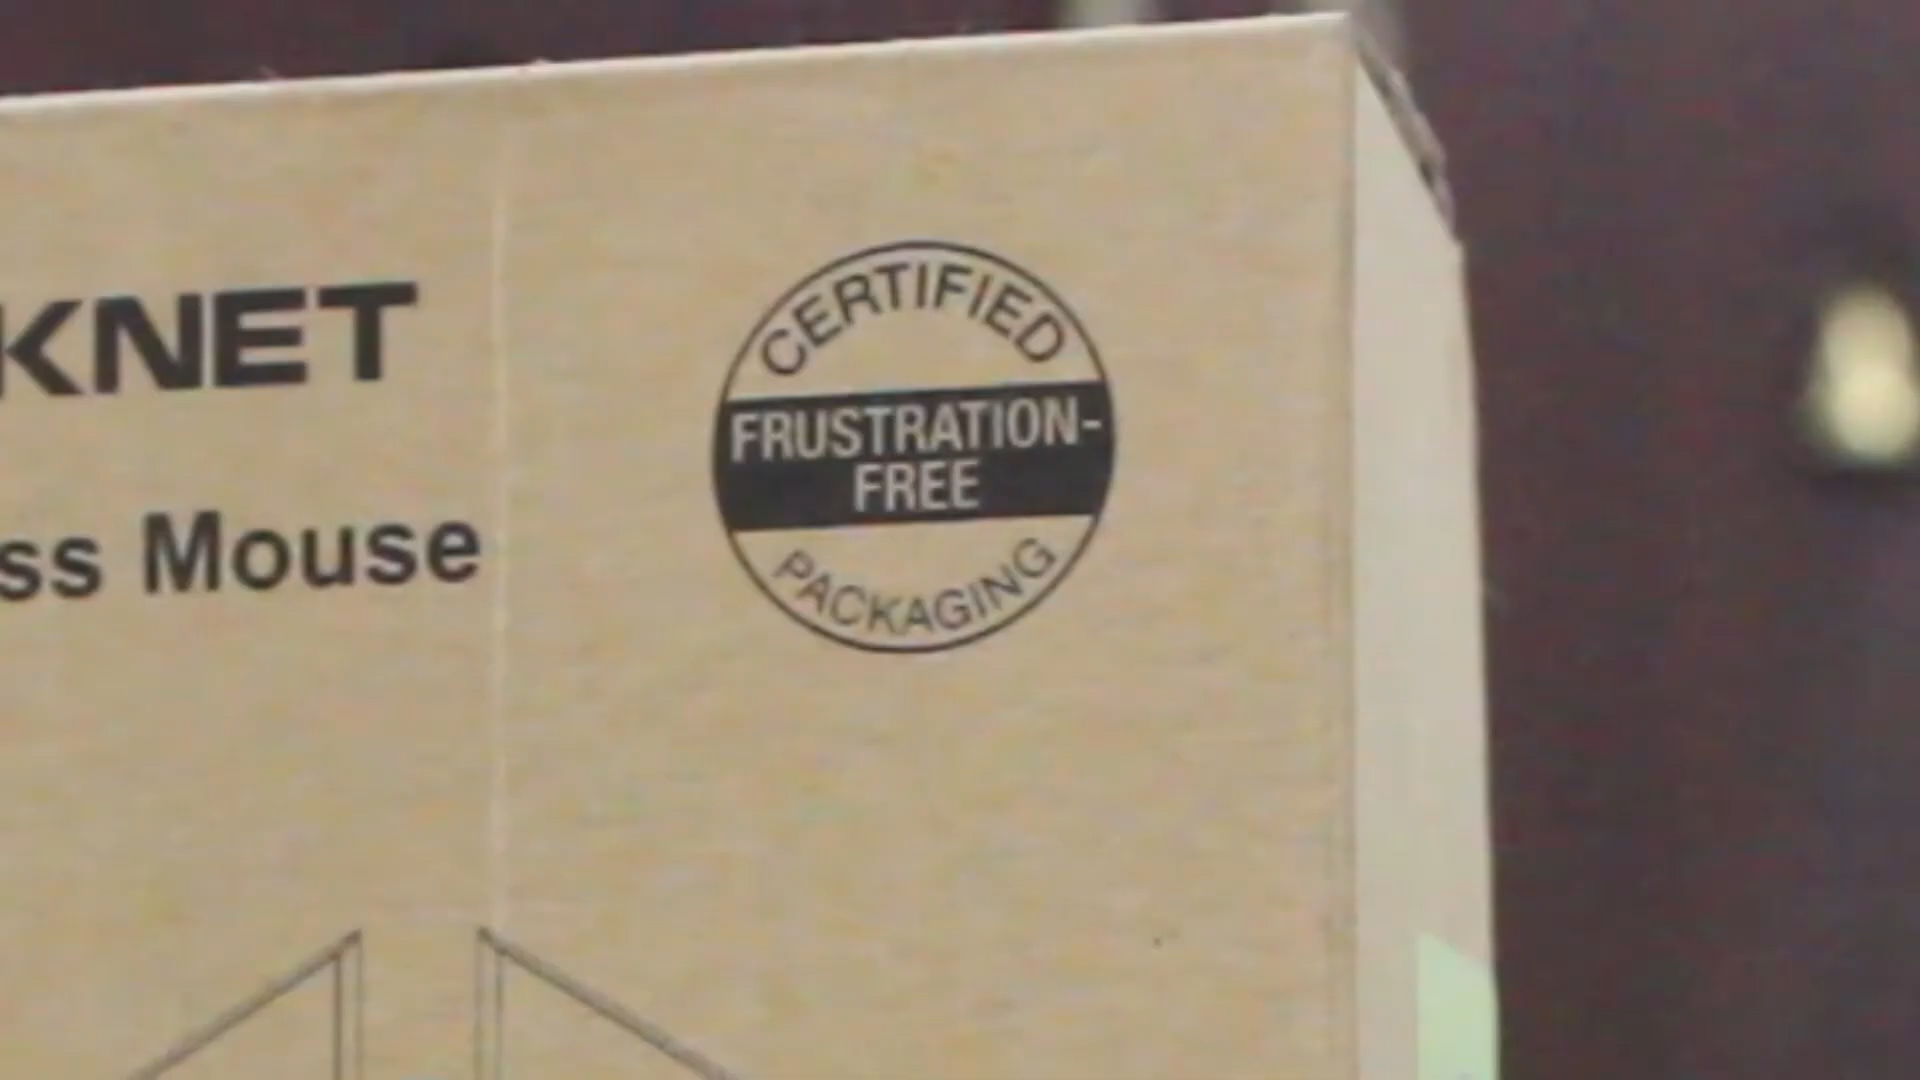 KNET
ss Mouse
CERTIFIED
FRUSTRATION-
FREE
PACKAGING